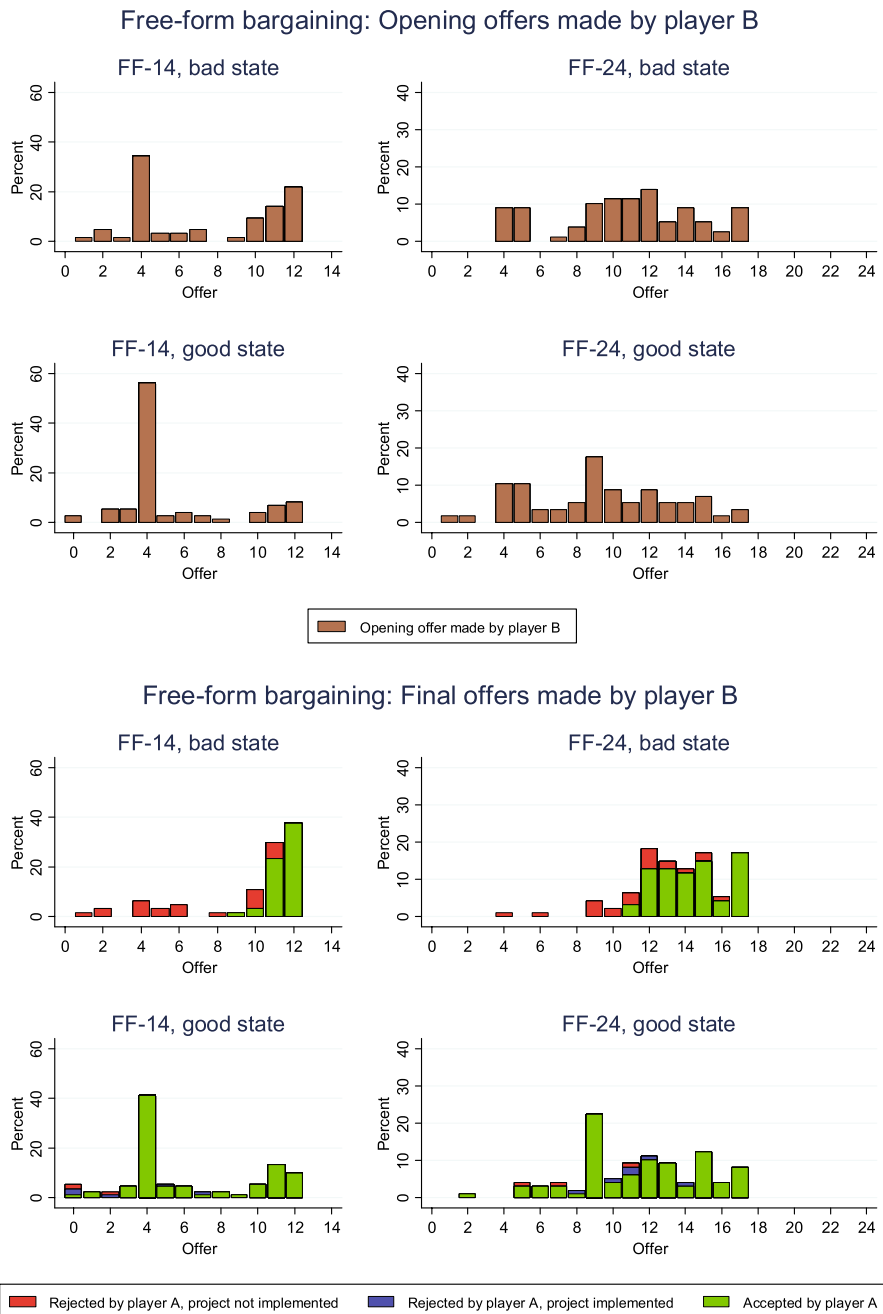 Free-form bargaining: Opening offers made by player B
FF-14, bad state
FF-24, bad state
Percent
0 20 40 60
0 2 4 6 8 10 12 14
Offer
Percent
0 10 20 30 40
0 2 4 6 8 10 12 14 16 18 20 22 24
Offer
FF-14, good state
FF-24, good state
Percent
0 20 40 60
0 2 4 6 8 10 12 14
Offer
Percent
0 10 20 30 40
0 2 4 6 8 10 12 14 16 18 20 22 24
Offer
Opening offer made by player B
Free-form bargaining: Final offers made by player B
FF-14, bad state
FF-24, bad state
Percent
0 20 40 60
0 2 4 6 8 10 12 14
Offer
Percent
0 10 20 30 40
0 2 4 6 8 10 12 14 16 18 20 22 24
Offer
FF-14, good state
FF-24, good state
Percent
0 20 40 60
0 2 4 6 8 10 12 14
Offer
Percent
0 10 20 30 40
0 2 4 6 8 10 12 14 16 18 20 22 24
Offer
Rejected by player A, project not implemented
Rejected by player A, project implemented
Accepted by player A